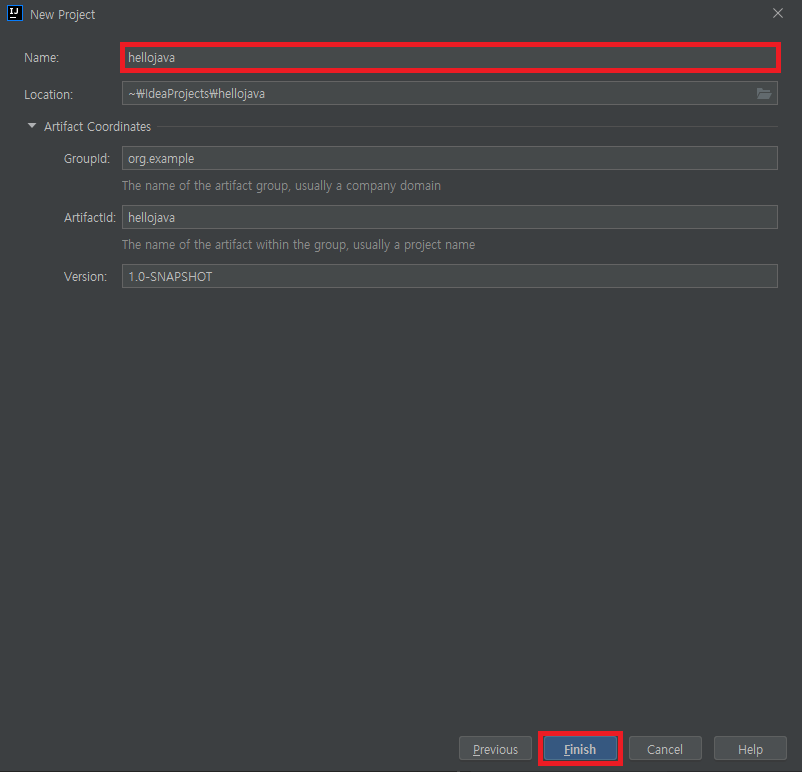 IJ New Project
Name: hellojava
Location: ~₩IdeaProjects₩hellojava
Artifact Coordinates
GroupId: org.example
The name of the artifact group, usually a company domain
ArtifactId: hellojava
The name of the artifact within the group, usually a project name
Version: 1.0-SNAPSHOT
Previous Finish Cancel Help